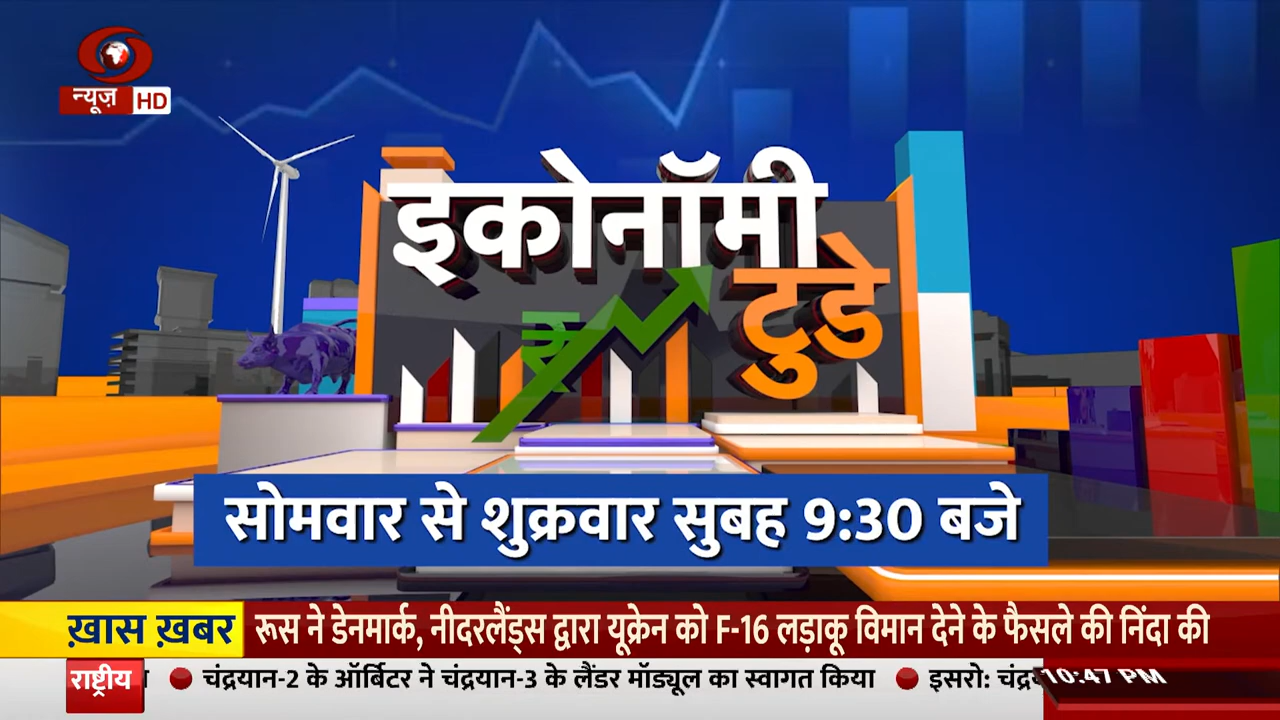 न्यूज़ HD
इकोनॉमी
टुडे
₹
सोमवार से शुक्रवार सुबह 9:30 बजे
ख़ास ख़बर रूस ने डेनमार्क, नीदरलैंड्स द्वारा यूक्रेन को F-16 लड़ाकू विमान देने के फैसले की निंदा की
राष्ट्रीय चंद्रयान-2 के ऑर्बिटर ने चंद्रयान-3 के लैंडर मॉड्यूल का स्वागत किया इसरो: 10:47 PM